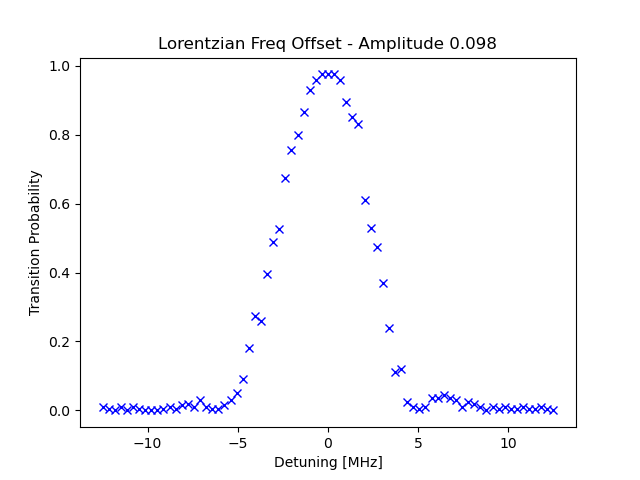 Lorentzian Freq Offset - Amplitude 0.098
1.0
0.8
0.6
0.4
0.2
0.0
Transition Probability
−10 −5 0 5 10
Detuning [MHz]